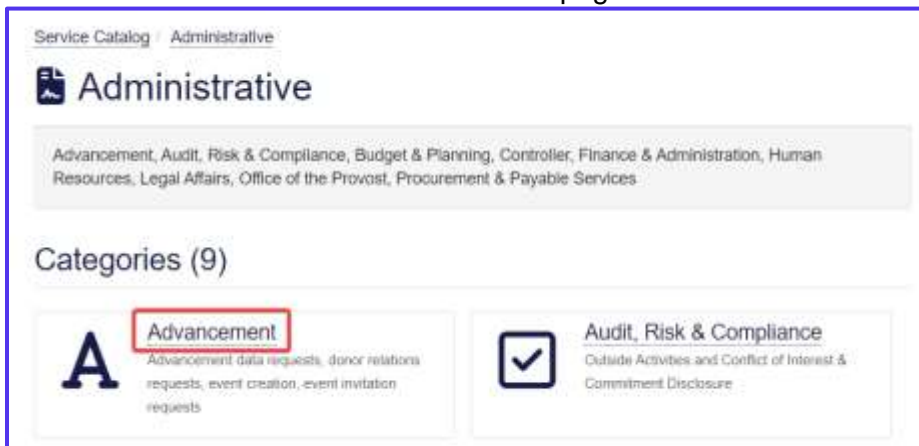 Service Catalog / Administrative
Administrative
Advancement, Audit, Risk & Compliance, Budget & Planning, Controller, Finance & Administration, Human
Resources, Legal Affairs, Office of the Provost, Procurement & Payable Services
Categories (9)
A
Advancement
Advancement data requests, donor relations
requests, event creation, event invitation
requests
Audit, Risk & Compliance
Outside Activities and Conflict of Interest &
Commitment Disclosure